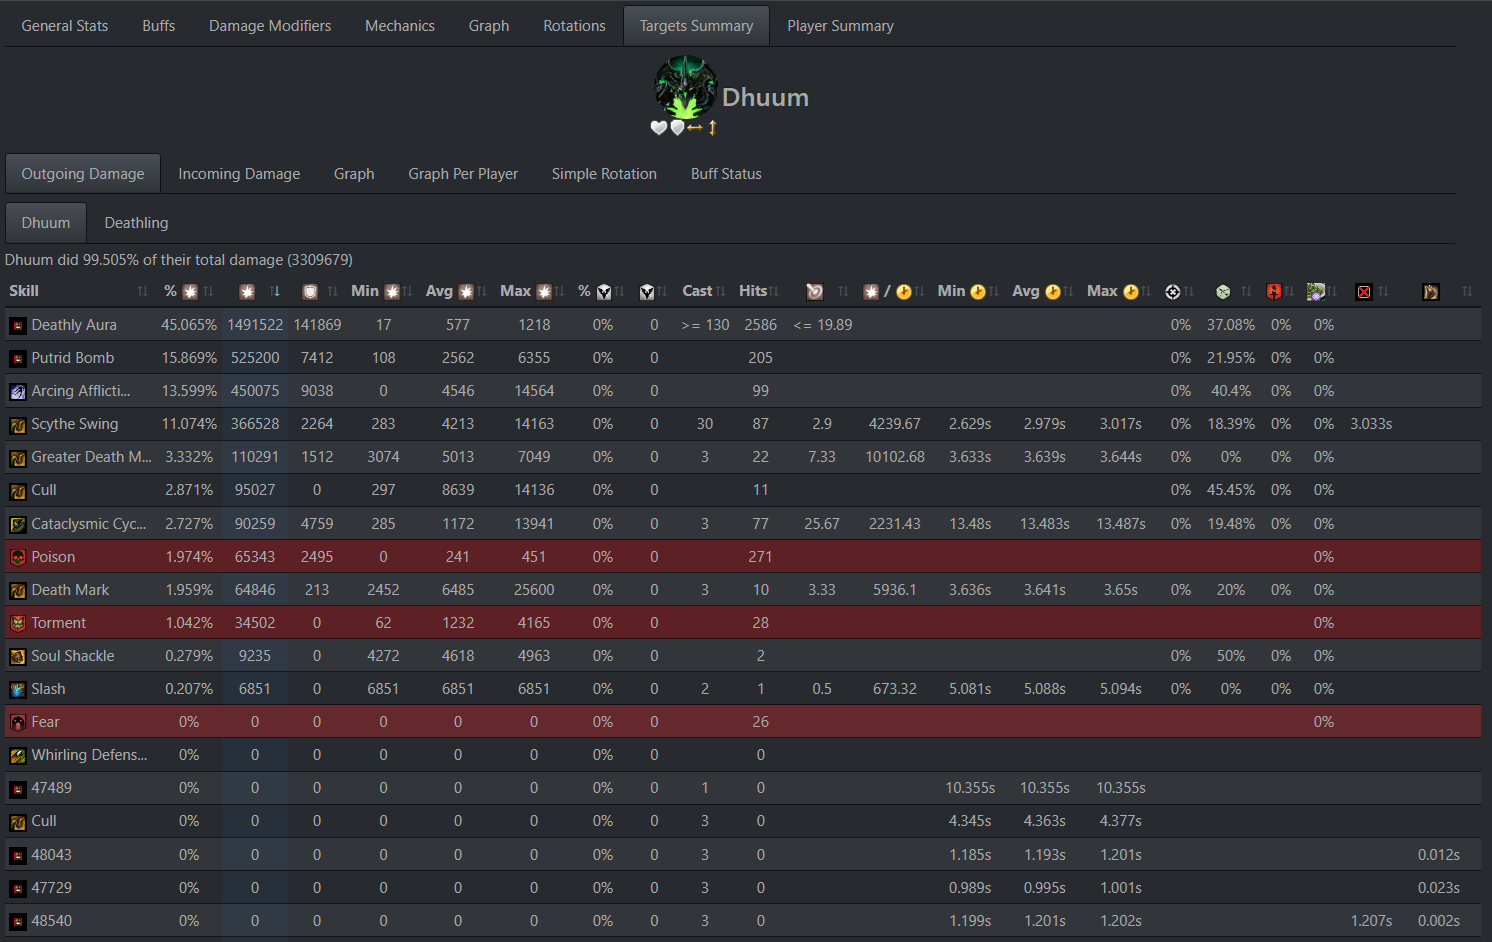 General Stats Buffs Damage Modifiers Mechanics Graph Rotations Targets Summary Player Summary
Dhuum
Outgoing Damage Incoming Damage Graph Graph Per Player Simple Rotation Buff Status
Dhuum Deathling
Dhuum did 99.505% of their total damage (3309679)
Skill % Min Avg Max % Cast Hits / Min Avg Max
Deathly Aura 45.065% 1491522 141869 17 577 1218 0% 0 >= 130 2586 <= 19.89 0% 37.08% 0% 0%
Putrid Bomb 15.869% 525200 7412 108 2562 6355 0% 0 205 0% 21.95% 0% 0%
Arcing Afflicti... 13.599% 450075 9038 0 4546 14564 0% 0 99 0% 40.4% 0% 0%
Scythe Swing 11.074% 366528 2264 283 4213 14163 0% 0 30 87 2.9 4239.67 2.629s 2.979s 3.017s 0% 18.39% 0% 0% 3.033s
Greater Death M... 3.332% 110291 1512 3074 5013 7049 0% 0 3 22 7.33 10102.68 3.633s 3.639s 3.644s 0% 0% 0% 0%
Cull 2.871% 95027 0 297 8639 14136 0% 0 11 0% 45.45% 0% 0%
Cataclysmic Cyc... 2.727% 90259 4759 285 1172 13941 0% 0 3 77 25.67 2231.43 13.48s 13.483s 13.487s 0% 19.48% 0% 0%
Poison 1.974% 65343 2495 0 241 451 0% 0 271 0%
Death Mark 1.959% 64846 213 2452 6485 25600 0% 0 3 10 3.33 5936.1 3.636s 3.641s 3.65s 0% 20% 0% 0%
Torment 1.042% 34502 0 62 1232 4165 0% 0 28 0%
Soul Shackle 0.279% 9235 0 4272 4618 4963 0% 0 2 0% 50% 0% 0%
Slash 0.207% 6851 0 6851 6851 6851 0% 0 2 1 0.5 673.32 5.081s 5.088s 5.094s 0% 0% 0% 0%
Fear 0% 0 0 0 0 0 0% 0 26 0%
Whirling Defens... 0% 0 0 0 0 0 0% 0 0
47489 0% 0 0 0 0 0 0% 0 1 0 10.355s 10.355s 10.355s
Cull 0% 0 0 0 0 0 0% 0 3 0 4.345s 4.363s 4.377s
48043 0% 0 0 0 0 0 0% 0 3 0 1.185s 1.193s 1.201s 0.012s
47729 0% 0 0 0 0 0 0% 0 3 0 0.989s 0.995s 1.001s 0.023s
48540 0% 0 0 0 0 0 0% 0 3 0 1.199s 1.201s 1.202s 1.207s 0.002s